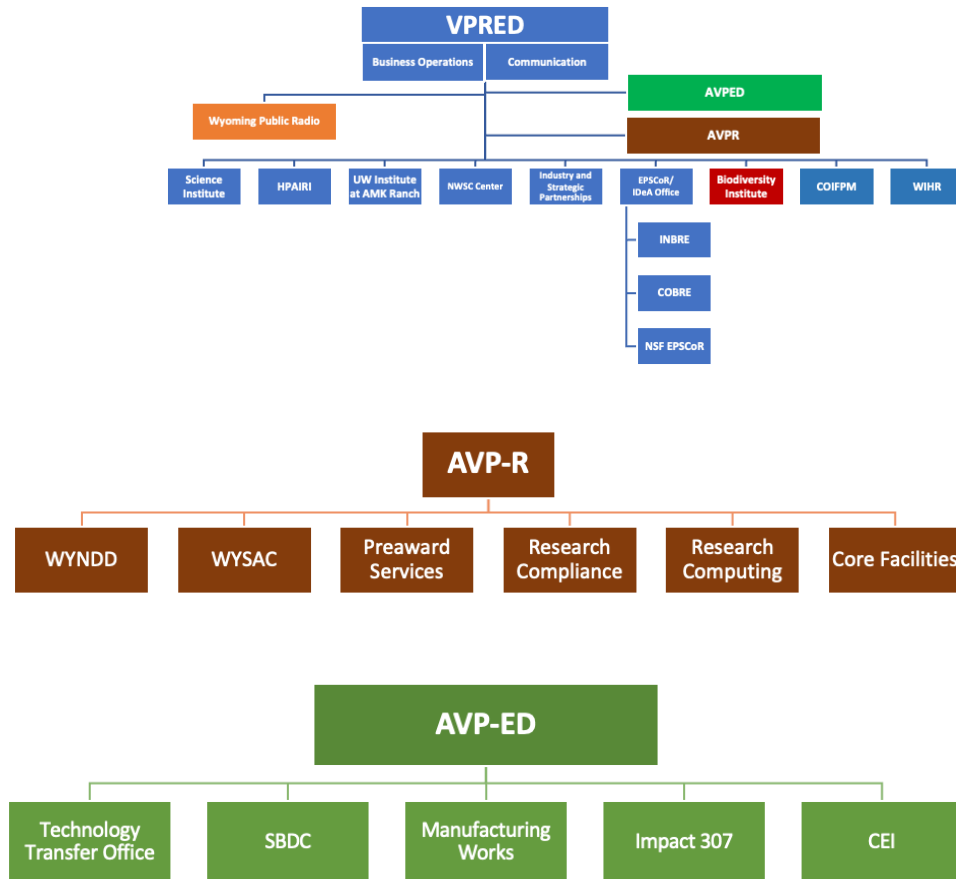 VPRED
Business Operations
Communication
Wyoming Public Radio
AVPED
AVPR
Science
Institute
HPAIRI
UW Institute
at AMK Ranch
NWSC Center
Industry and
Strategic
Partnerships
EPSCoR/
IDeA Office
Biodiversity
Institute
COIFPM
WIHR
INBRE
COBRE
NSF EPSCoR
AVP-R
WYNDD
WYSAC
Preaward
Services
Research
Compliance
Research
Computing
Core Facilities
AVP-ED
Technology
Transfer Office
SBDC
Manufacturing
Works
Impact 307
CEI